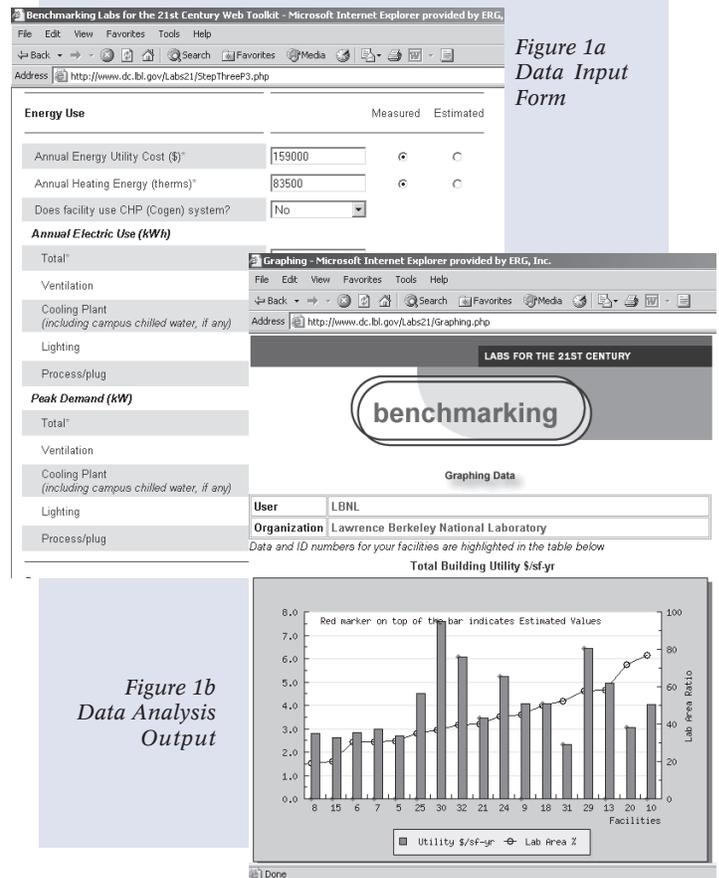 Benchmarking Labs for the 21st Century Web Toolkit - Microsoft Internet Explorer provided by ERG,
File Edit View Favorites Tools Help
Back Search Favorites Media
Address http://www.dc.lbl.gov/Labs21/StepThreeP3.php
Figure 1a
Data Input
Form
Energy Use Measured Estimated
Annual Energy Utility Cost ($)* 159000
Annual Heating Energy (therms)* 83500
Does facility use CHP (Cogen) system? No
Annual Electric Use (kWh)
Total*
Ventilation
Cooling Plant
(including campus chilled water, if any)
Lighting
Process/plug
Peak Demand (kW)
Total*
Ventilation
Cooling Plant
(including campus chilled water, if any)
Lighting
Process/plug
Graphing - Microsoft Internet Explorer provided by ERG, Inc.
File Edit View Favorites Tools Help
Back Search Favorites Media
Address http://www.dc.lbl.gov/Labs21/Graphing.php
LABS FOR THE 21ST CENTURY
benchmarking
Graphing Data
User LBNL
Organization Lawrence Berkeley National Laboratory
Data and ID numbers for your facilities are highlighted in the table below
Total Building Utility $/sf-yr
Red marker on top of the bar indicates Estimated Values
8.0
7.0
6.0
5.0
4.0
3.0
2.0
1.0
0.0
100
80
60
40
20
0
Lab Area Ratio
8 15 6 7 5 25 30 32 21 24 9 18 31 29 13 20 10
Facilities
Utility $/sf-yr Lab Area %
Done
Figure 1b
Data Analysis
Output